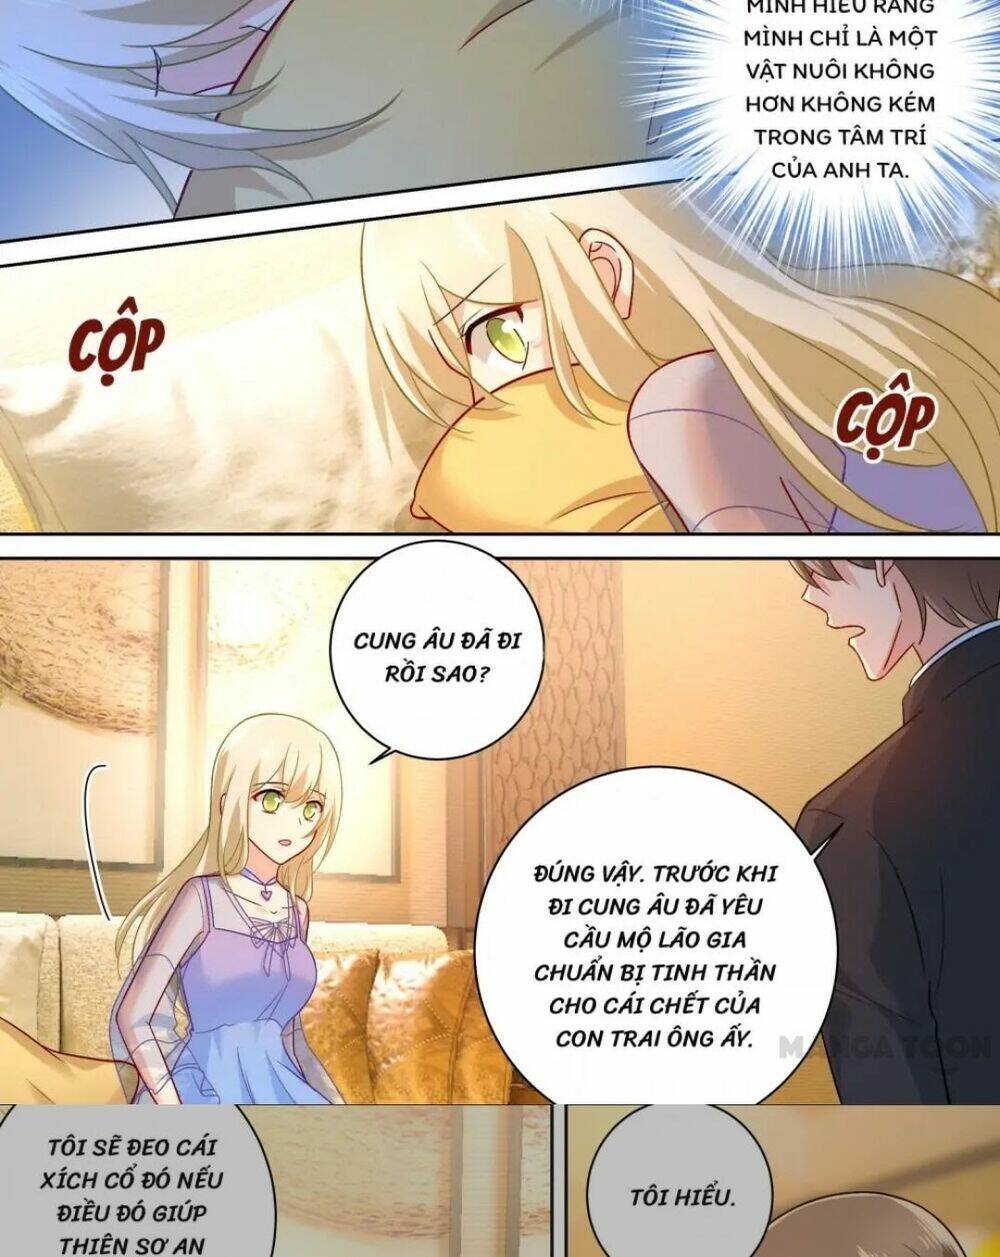 MÌNH HIỂU RẰNG
MÌNH CHỈ LÀ MỘT
VẬT NUÔI KHÔNG
HƠN KHÔNG KÉM
TRONG TÂM TRÍ
CỦA ANH TA.
CỘP
CỘP
CUNG ÂU ĐÃ ĐI
RỒI SAO?
ĐÚNG VẬY. TRƯỚC KHI
ĐI CUNG ÂU ĐÃ YÊU
CẦU MỘ LÃO GIA
CHUẨN BỊ TINH THẦN
CHO CÁI CHẾT CỦA
CON TRAI ÔNG ẤY.
MANGA TOON
TÔI SẼ ĐEO CÁI
XÍCH CỔ ĐÓ NẾU
ĐIỀU ĐÓ GIÚP
THIÊN SƠ AN
TÔI HIỂU.